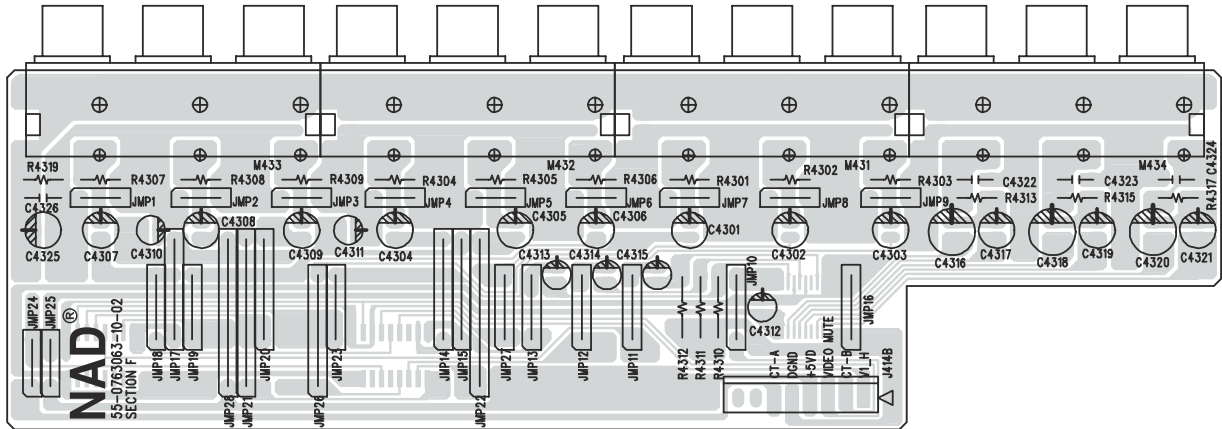 R4319
M433
M432
M431
M434
C4324
R4307
R4308
R4309
R4304
R4305
R4306
R4301
R4302
R4303
C4322
C4323
R4317
R4313
R4315
C4326
JMP1
JMP2
JMP3
JMP4
JMP5
JMP6
JMP7
JMP8
JMP9
C4308
C4305
C4306
C4301
C4325
C4307
C4310
C4309
C4311
C4304
C4313
C4314
C4315
C4302
C4303
C4316
C4317
C4318
C4319
C4320
C4321
JMP24
JMP25
NAD®
55-0763063-10-02
SECTION F
JMP18
JMP17
JMP19
JMP28
JMP21
JMP20
JMP26
JMP23
JMP14
JMP15
JMP22
JMP27
JMP13
JMP12
JMP11
R4312
R4311
R4310
JMP10
C4312
JMP16
CT-A
DGND
+5VD
VIDEO MUTE
CT-B
V1_H
J414B